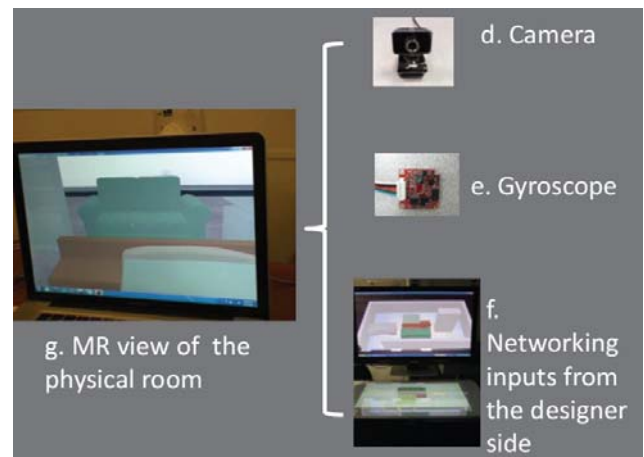 d. Camera
e. Gyroscope
f.
Networking
inputs from
the designer
side
g. MR view of the
physical room